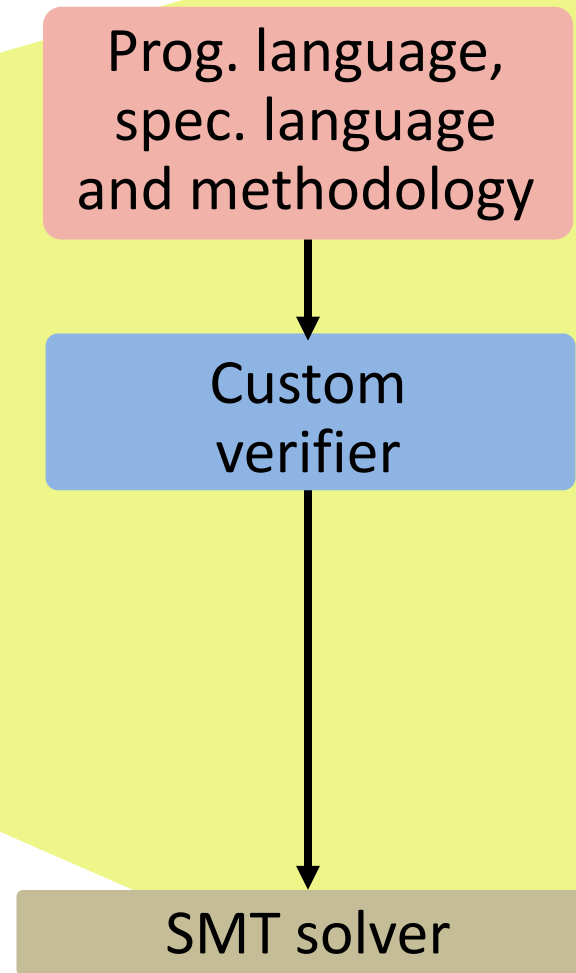 Prog. language,
spec. language
and methodology
Custom
verifier
SMT solver